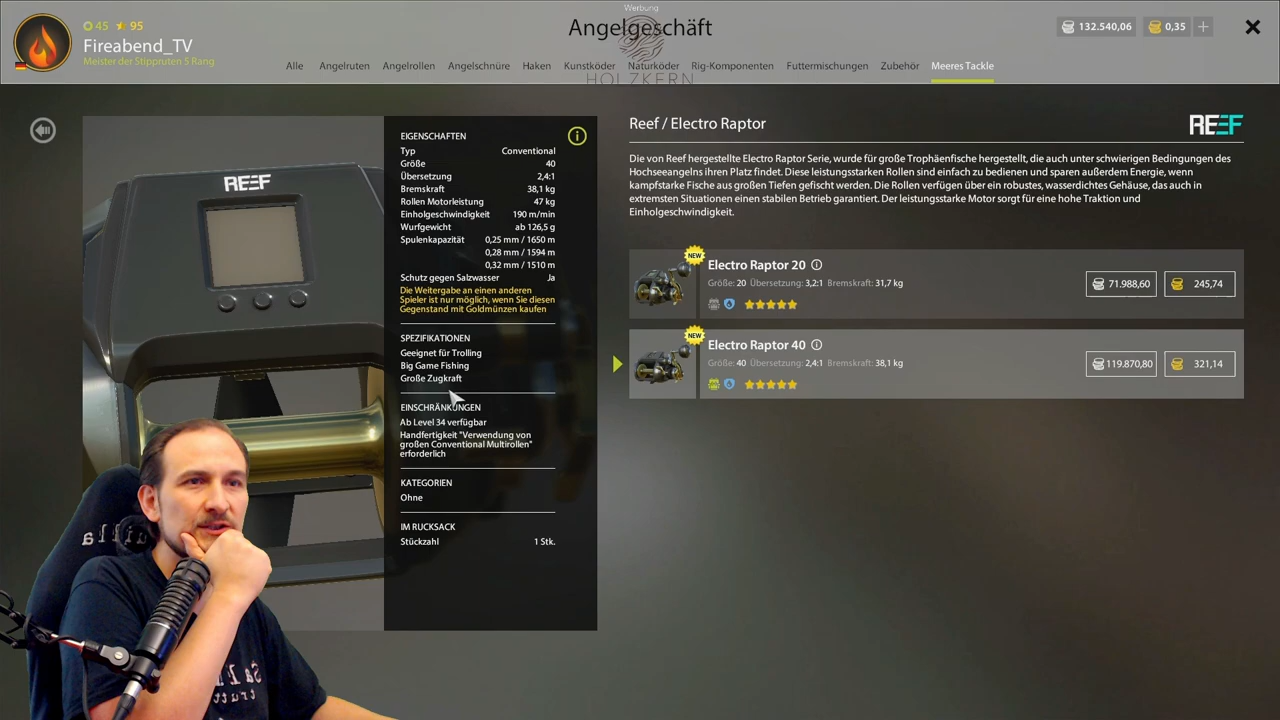 Werbung
45 95
Fireabend_TV
Meister der Stippruten 5 Rang
Angelgeschäft
HOLZKERN
132.540,06 0,35 +
Alle Angelruten Angelrollen Angelschnüre Haken Kunstköder Naturköder Rig-Komponenten Futtermischungen Zubehör Meeres Tackle
REEF
EIGENSCHAFTEN
Typ Conventional
Größe 40
Übersetzung 2,4:1
Bremskraft 38,1 kg
Rollen Motorleistung 47 kg
Einholgeschwindigkeit 190 m/min
Wurfgewicht ab 126,5 g
Spulenkapazität 0,25 mm / 1650 m
0,28 mm / 1594 m
0,32 mm / 1510 m
Schutz gegen Salzwasser Ja
Die Weitergabe an einen anderen
Spieler ist nur möglich, wenn Sie diesen
Gegenstand mit Goldmünzen kaufen
SPEZIFIKATIONEN
Geeignet für Trolling
Big Game Fishing
Große Zugkraft
EINSCHRÄNKUNGEN
Ab Level 34 verfügbar
Handfertigkeit "Verwendung von
großen Conventional Multirollen"
erforderlich
KATEGORIEN
Ohne
IM RUCKSACK
Stückzahl 1 Stk.
Reef / Electro Raptor
REEF
Die von Reef hergestellte Electro Raptor Serie, wurde für große Trophäenfische hergestellt, die auch unter schwierigen Bedingungen des
Hochseeangelns ihren Platz findet. Diese leistungsstarken Rollen sind einfach zu bedienen und sparen außerdem Energie, wenn
kampfstarke Fische aus großen Tiefen gefischt werden. Die Rollen verfügen über ein robustes, wasserdichtes Gehäuse, das auch in
extremsten Situationen einen stabilen Betrieb garantiert. Der leistungsstarke Motor sorgt für eine hohe Traktion und
Einholgeschwindigkeit.
NEW
Electro Raptor 20
Größe: 20 Übersetzung: 3,2:1 Bremskraft: 31,7 kg
71.988,60 245,74
NEW
Electro Raptor 40
Größe: 40 Übersetzung: 2,4:1 Bremskraft: 38,1 kg
119.870,80 321,14